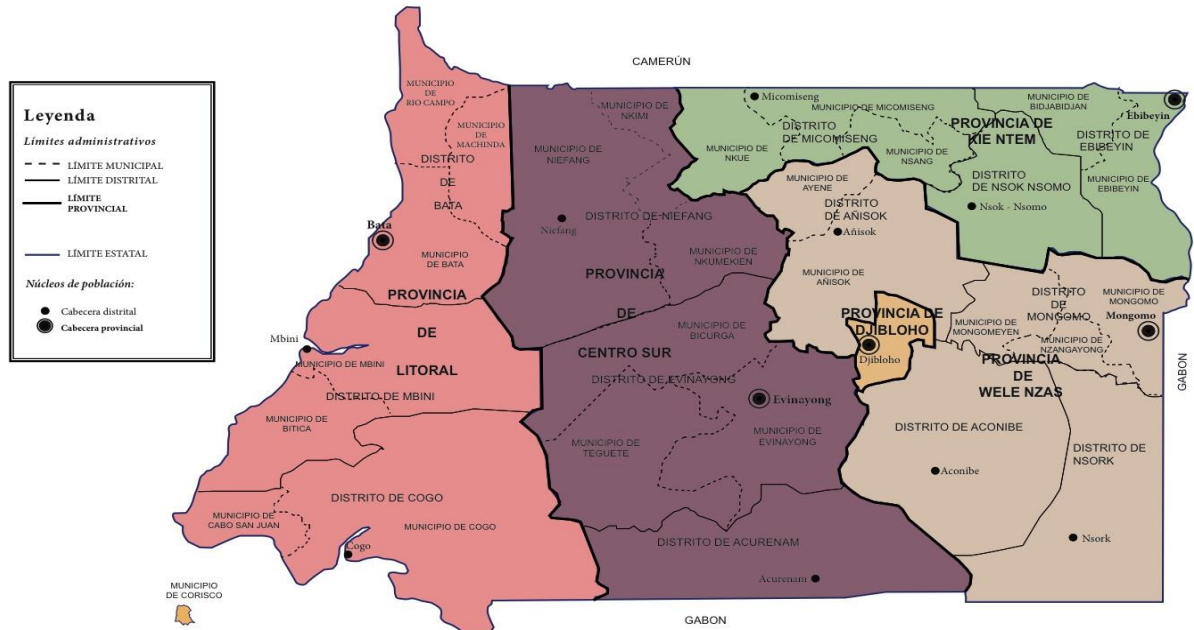 CAMERÚN
Leyenda
Límites administrativos
LÍMITE MUNICIPAL
LÍMITE DISTRITAL
LÍMITE
PROVINCIAL
LÍMITE ESTATAL
Núcleos de población:
Cabecera distrital
Cabecera provincial
MUNICIPIO
DE
RIO CAMPO
MUNICIPIO
DE
MACHINDA
DISTRITO
DE
BATA
Bata
MUNICIPIO
DE BATA
PROVINCIA
DE
LITORAL
Mbini
MUNICIPIO DE MBINI
DISTRITO DE MBINI
MUNICIPIO DE
BITICA
DISTRITO DE COGO
MUNICIPIO DE
CABO SAN JUAN
MUNICIPIO DE COGO
Cogo
MUNICIPIO
DE CORISCO
MUNICIPIO DE
NKIMI
MUNICIPIO DE
NIEFANG
DISTRITO DE NIEFANG
Niefang
MUNICIPIO DE
NKUMEKIEN
PROVINCIA
DE
CENTRO SUR
MUNICIPIO DE
BICURGA
DISTRITO DE EVINAYONG
Evinayong
MUNICIPIO DE
TEGUETE
MUNICIPIO DE
EVINAYONG
DISTRITO DE ACURENAM
Acurenam
Micomiseng
MUNICIPIO DE MICOMISENG
DISTRITO
DE MICOMISENG
MUNICIPIO DE
NKUE
MUNICIPIO DE
NSANG
PROVINCIA DE
KIE NTEM
MUNICIPIO DE
BIDJABIDJAN
Ebibeyin
DISTRITO DE
EBIBEYIN
MUNICIPIO DE
EBIBEYIN
DISTRITO
DE NSOK NSOMO
Nsok - Nsomo
MUNICIPIO DE
AYENE
DISTRITO
DE AÑISOK
Añisok
MUNICIPIO DE
AÑISOK
PROVINCIA DE
DJIBLOHO
Djibloho
DISTRITO
DE
MONGOMO
MUNICIPIO DE
MONGOMO
Mongomo
MUNICIPIO DE
MONGOMEYEN
MUNICIPIO DE
NZANGAYONG
PROVINCIA
DE
WELE NZAS
DISTRITO DE ACONIBE
Aconibe
DISTRITO DE
NSORK
Nsork
GABON
GABON